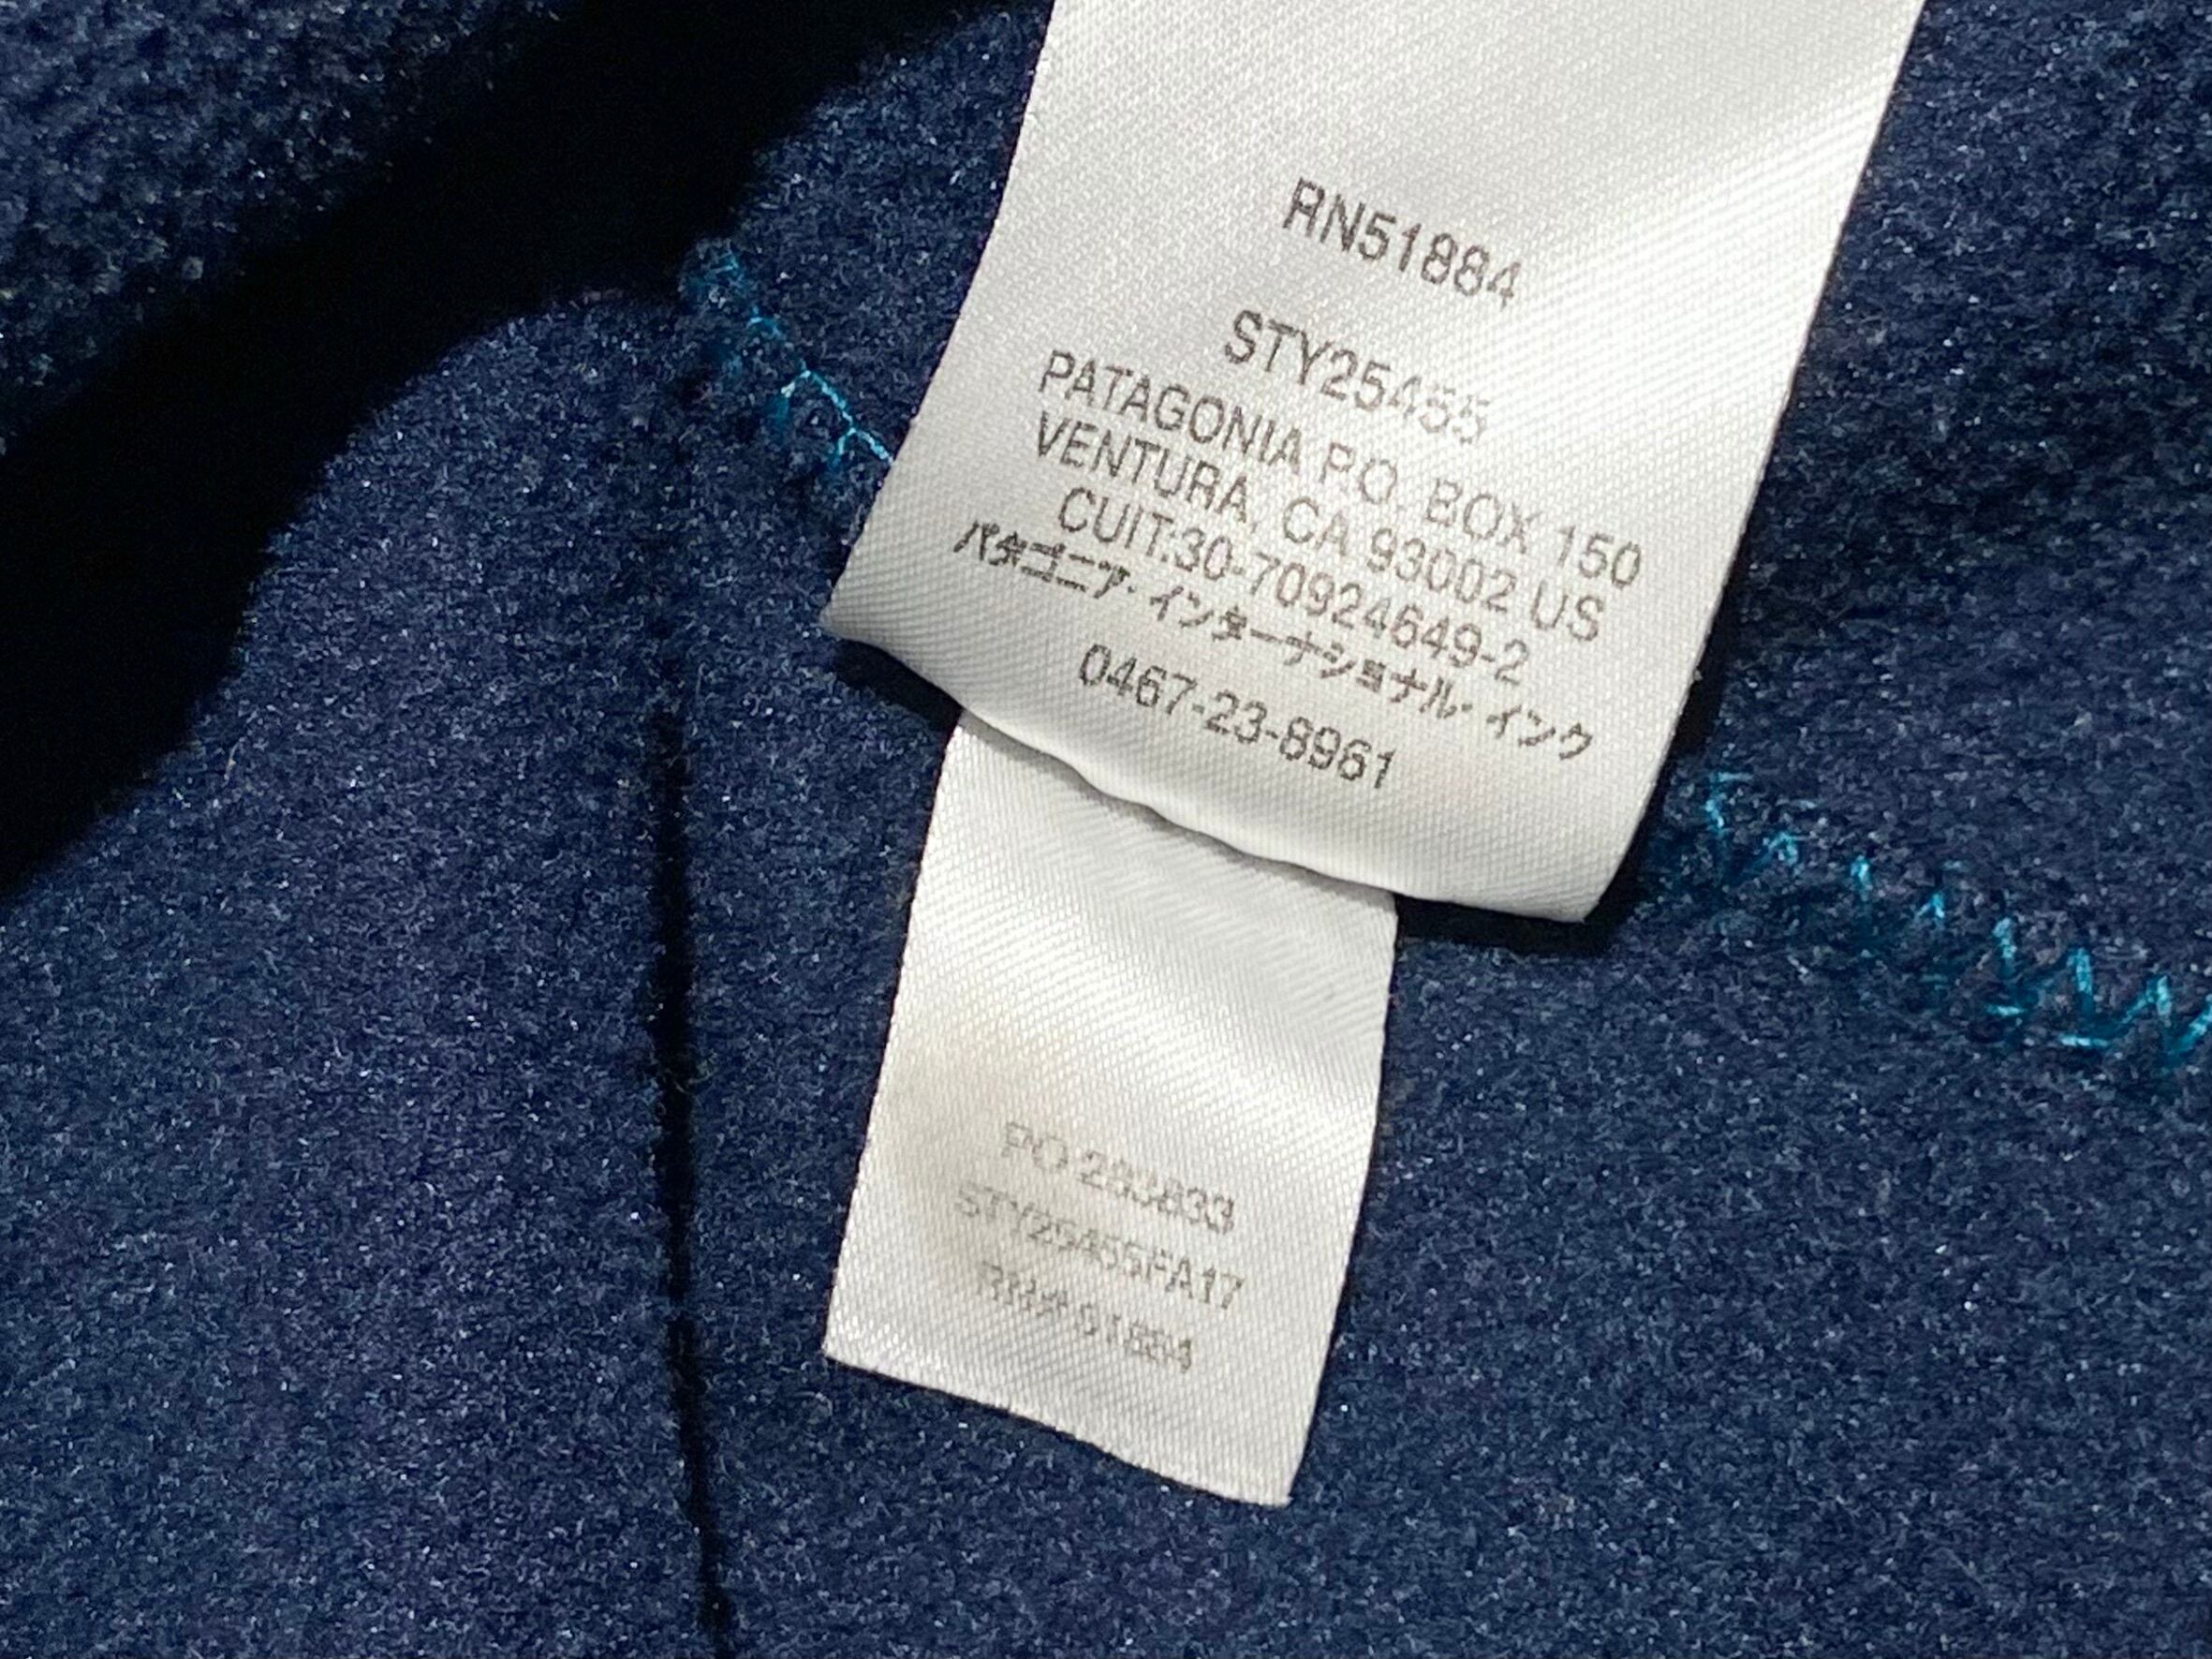 RN51884
STY25455
PATAGONIA P.O. BOX 150
VENTURA, CA 93002 US
CUIT:30-70924649-2
パタゴニア・インターナショナル・インク
0467-23-8961
PO
STY25455FA17
RN# 51884